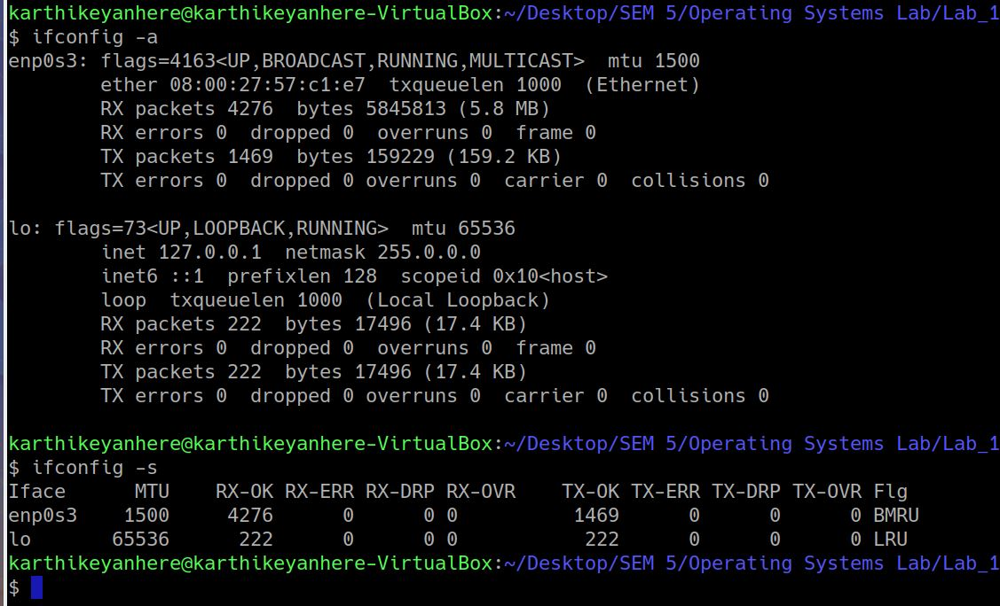 karthikeyanhere@karthikeyanhere-VirtualBox:~/Desktop/SEM 5/Operating Systems Lab/Lab_1
$ ifconfig -a
enp0s3: flags=4163<UP,BROADCAST,RUNNING,MULTICAST>  mtu 1500
        ether 08:00:27:57:c1:e7  txqueuelen 1000  (Ethernet)
        RX packets 4276  bytes 5845813 (5.8 MB)
        RX errors 0  dropped 0  overruns 0  frame 0
        TX packets 1469  bytes 159229 (159.2 KB)
        TX errors 0  dropped 0 overruns 0  carrier 0  collisions 0

lo: flags=73<UP,LOOPBACK,RUNNING>  mtu 65536
        inet 127.0.0.1  netmask 255.0.0.0
        inet6 ::1  prefixlen 128  scopeid 0x10<host>
        loop  txqueuelen 1000  (Local Loopback)
        RX packets 222  bytes 17496 (17.4 KB)
        RX errors 0  dropped 0  overruns 0  frame 0
        TX packets 222  bytes 17496 (17.4 KB)
        TX errors 0  dropped 0 overruns 0  carrier 0  collisions 0

karthikeyanhere@karthikeyanhere-VirtualBox:~/Desktop/SEM 5/Operating Systems Lab/Lab_1
$ ifconfig -s
Iface      MTU    RX-OK RX-ERR RX-DRP RX-OVR    TX-OK TX-ERR TX-DRP TX-OVR Flg
enp0s3    1500     4276      0      0 0          1469      0      0      0 BMRU
lo       65536      222      0      0 0           222      0      0      0 LRU
karthikeyanhere@karthikeyanhere-VirtualBox:~/Desktop/SEM 5/Operating Systems Lab/Lab_1
$